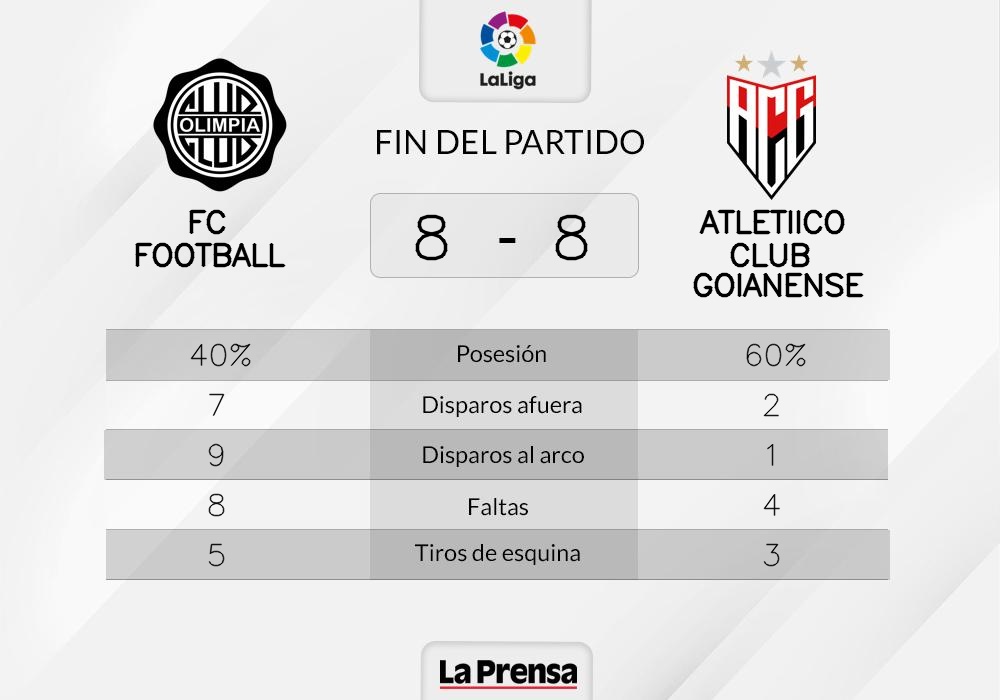 LaLiga
CLUB
OLIMPIA
ACG
FIN DEL PARTIDO
FC
FOOTBALL
8 - 8
ATLETIICO
CLUB
GOIANENSE
40% Posesión 60%
7 Disparos afuera 2
9 Disparos al arco 1
8 Faltas 4
5 Tiros de esquina 3
La Prensa